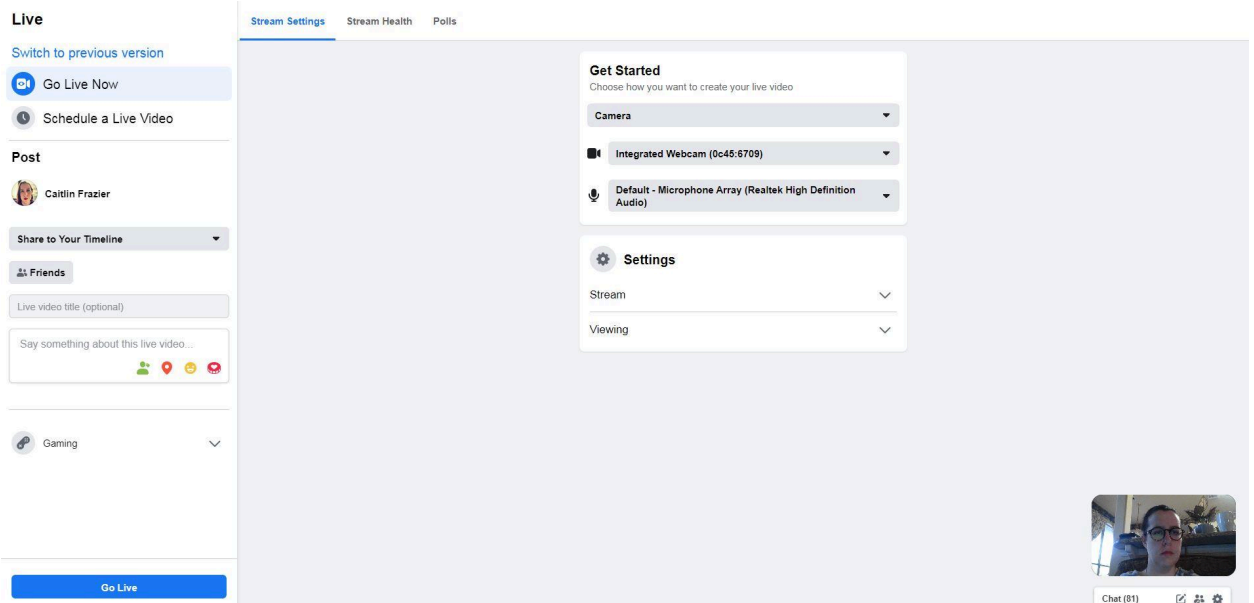 Live
Switch to previous version
Go Live Now
Schedule a Live Video
Post
Caitlin Frazier
Share to Your Timeline
Friends
Live video title (optional)
Say something about this live video...
Gaming
Go Live
Stream Settings Stream Health Polls
Get Started
Choose how you want to create your live video
Camera
Integrated Webcam (0c45:6709)
Default - Microphone Array (Realtek High Definition
Audio)
Settings
Stream
Viewing
Chat (81)